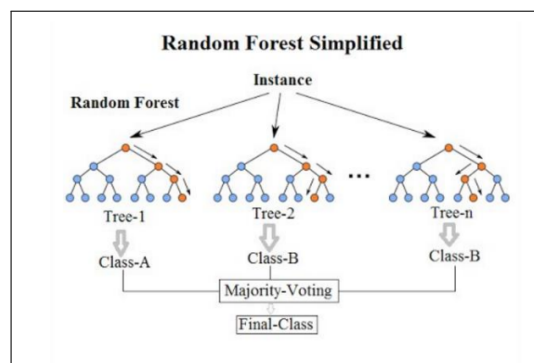 Random Forest Simplified
Instance
Random Forest
...
Tree-1 Tree-2 Tree-n
Class-A Class-B Class-B
Majority-Voting
Final-Class